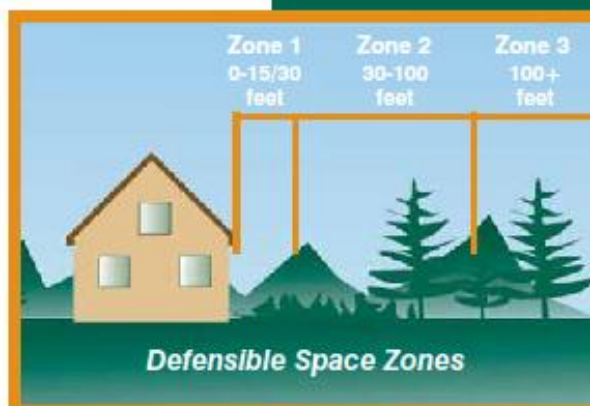 Zone 1
0-15/30
feet
Zone 2
30-100
feet
Zone 3
100+
feet
Defensible Space Zones